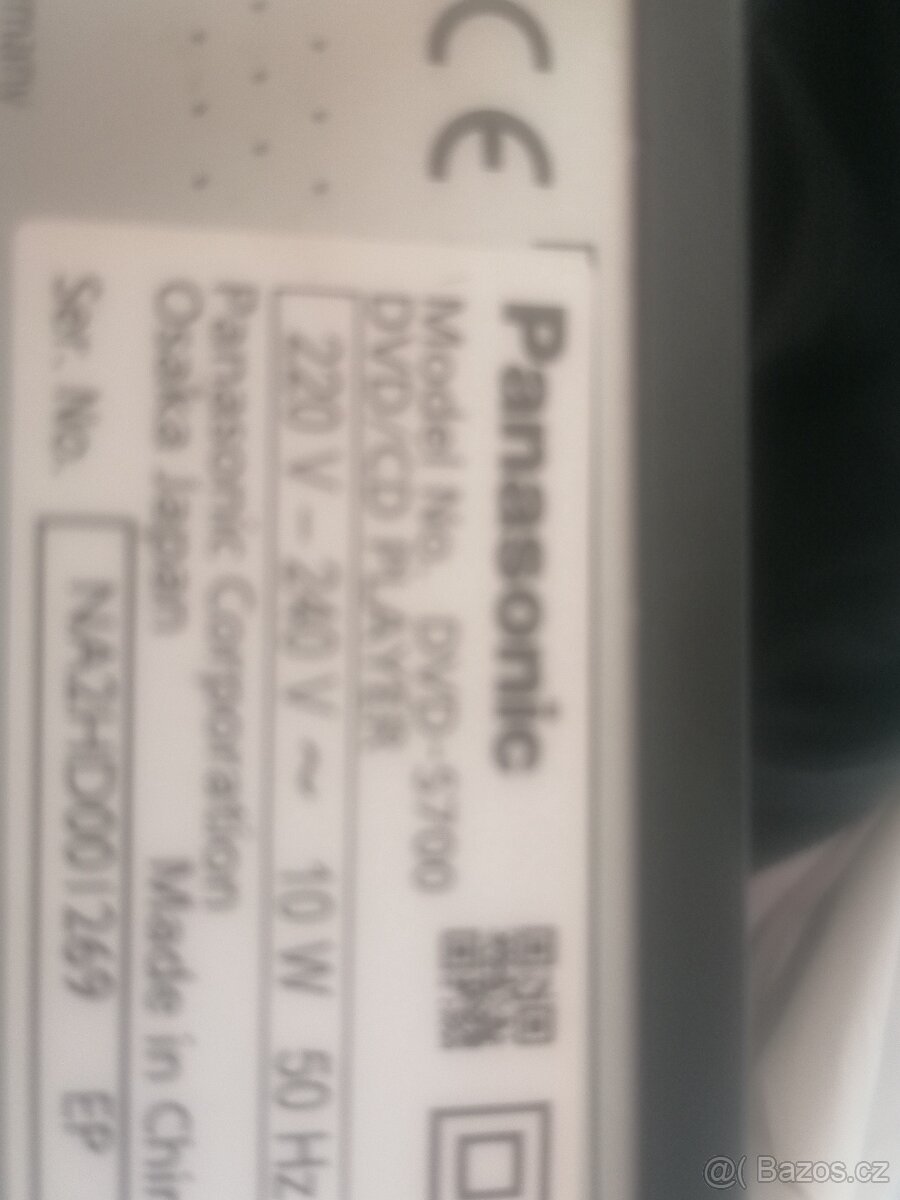 Panasonic
Model No. DVD-S700
DVD/CD PLAYER
220 V – 240 V ~ 10 W 50 Hz
Panasonic Corporation
Osaka Japan Made in Chin
Ser. No. NA2HD001269 EP
many
CE
@( Bazos.cz